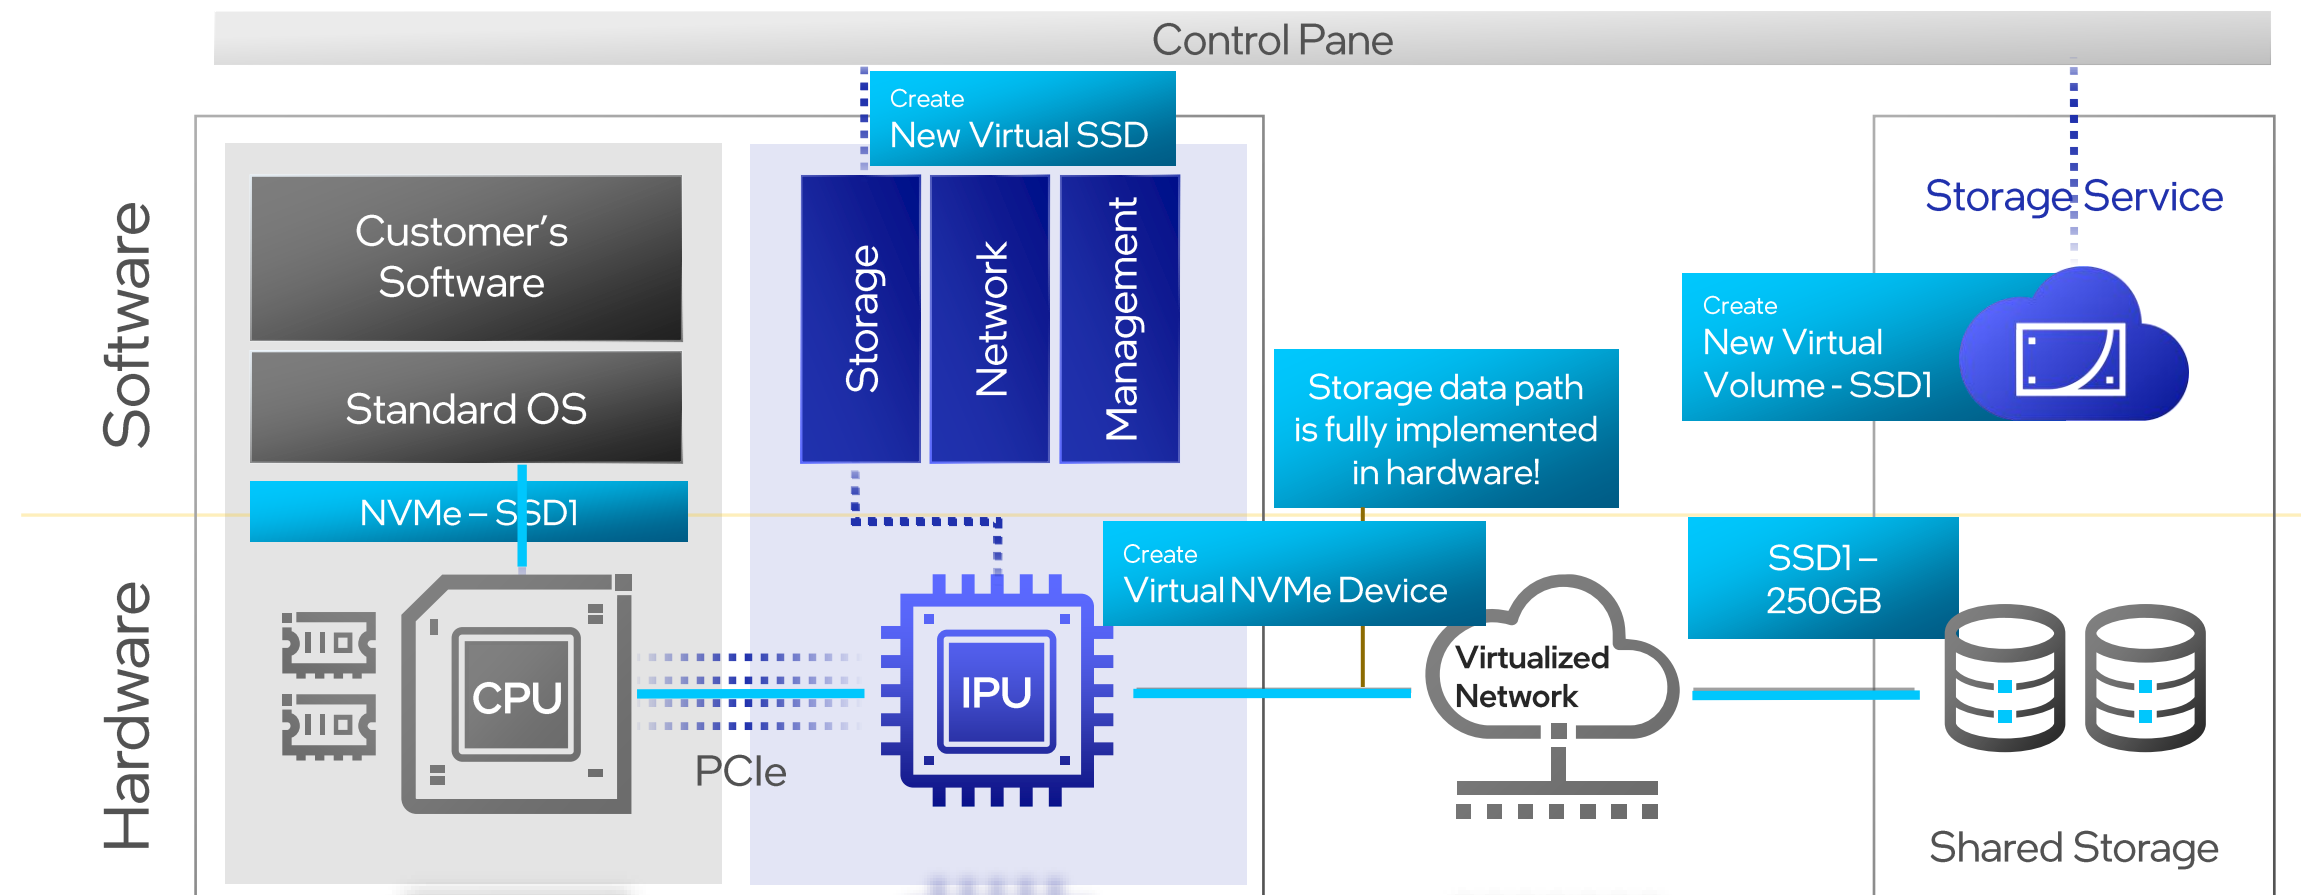 Control Pane
Create
New Virtual SSD
Software
Customer's
Software
Standard OS
NVMe – SSD1
Storage
Network
Management
Storage data path
is fully implemented
in hardware!
Storage Service
Create
New Virtual
Volume - SSD1
Hardware
CPU
PCIe
IPU
Create
Virtual NVMe Device
Virtualized
Network
SSD1 –
250GB
Shared Storage